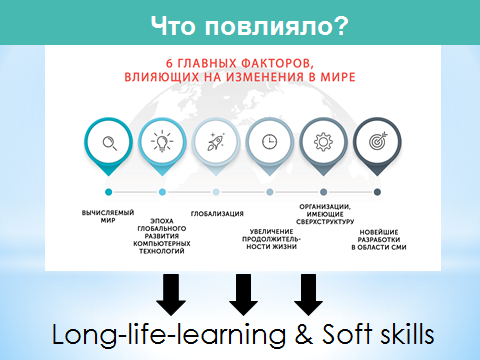 Что повлияло?
6 ГЛАВНЫХ ФАКТОРОВ,
ВЛИЯЮЩИХ НА ИЗМЕНЕНИЯ В МИРЕ
ВЫЧИСЛЯЕМЫЙ
МИР
ЭПОХА
ГЛОБАЛЬНОГО
РАЗВИТИЯ
КОМПЬЮТЕРНЫХ
ТЕХНОЛОГИЙ
ГЛОБАЛИЗАЦИЯ
УВЕЛИЧЕНИЕ
ПРОДОЛЖИТЕЛЬ-
НОСТИ ЖИЗНИ
ОРГАНИЗАЦИИ,
ИМЕЮЩИЕ
СВЕРХСТРУКТУРУ
НОВЕЙШИЕ
РАЗРАБОТКИ
В ОБЛАСТИ СМИ
Long-life-learning & Soft skills